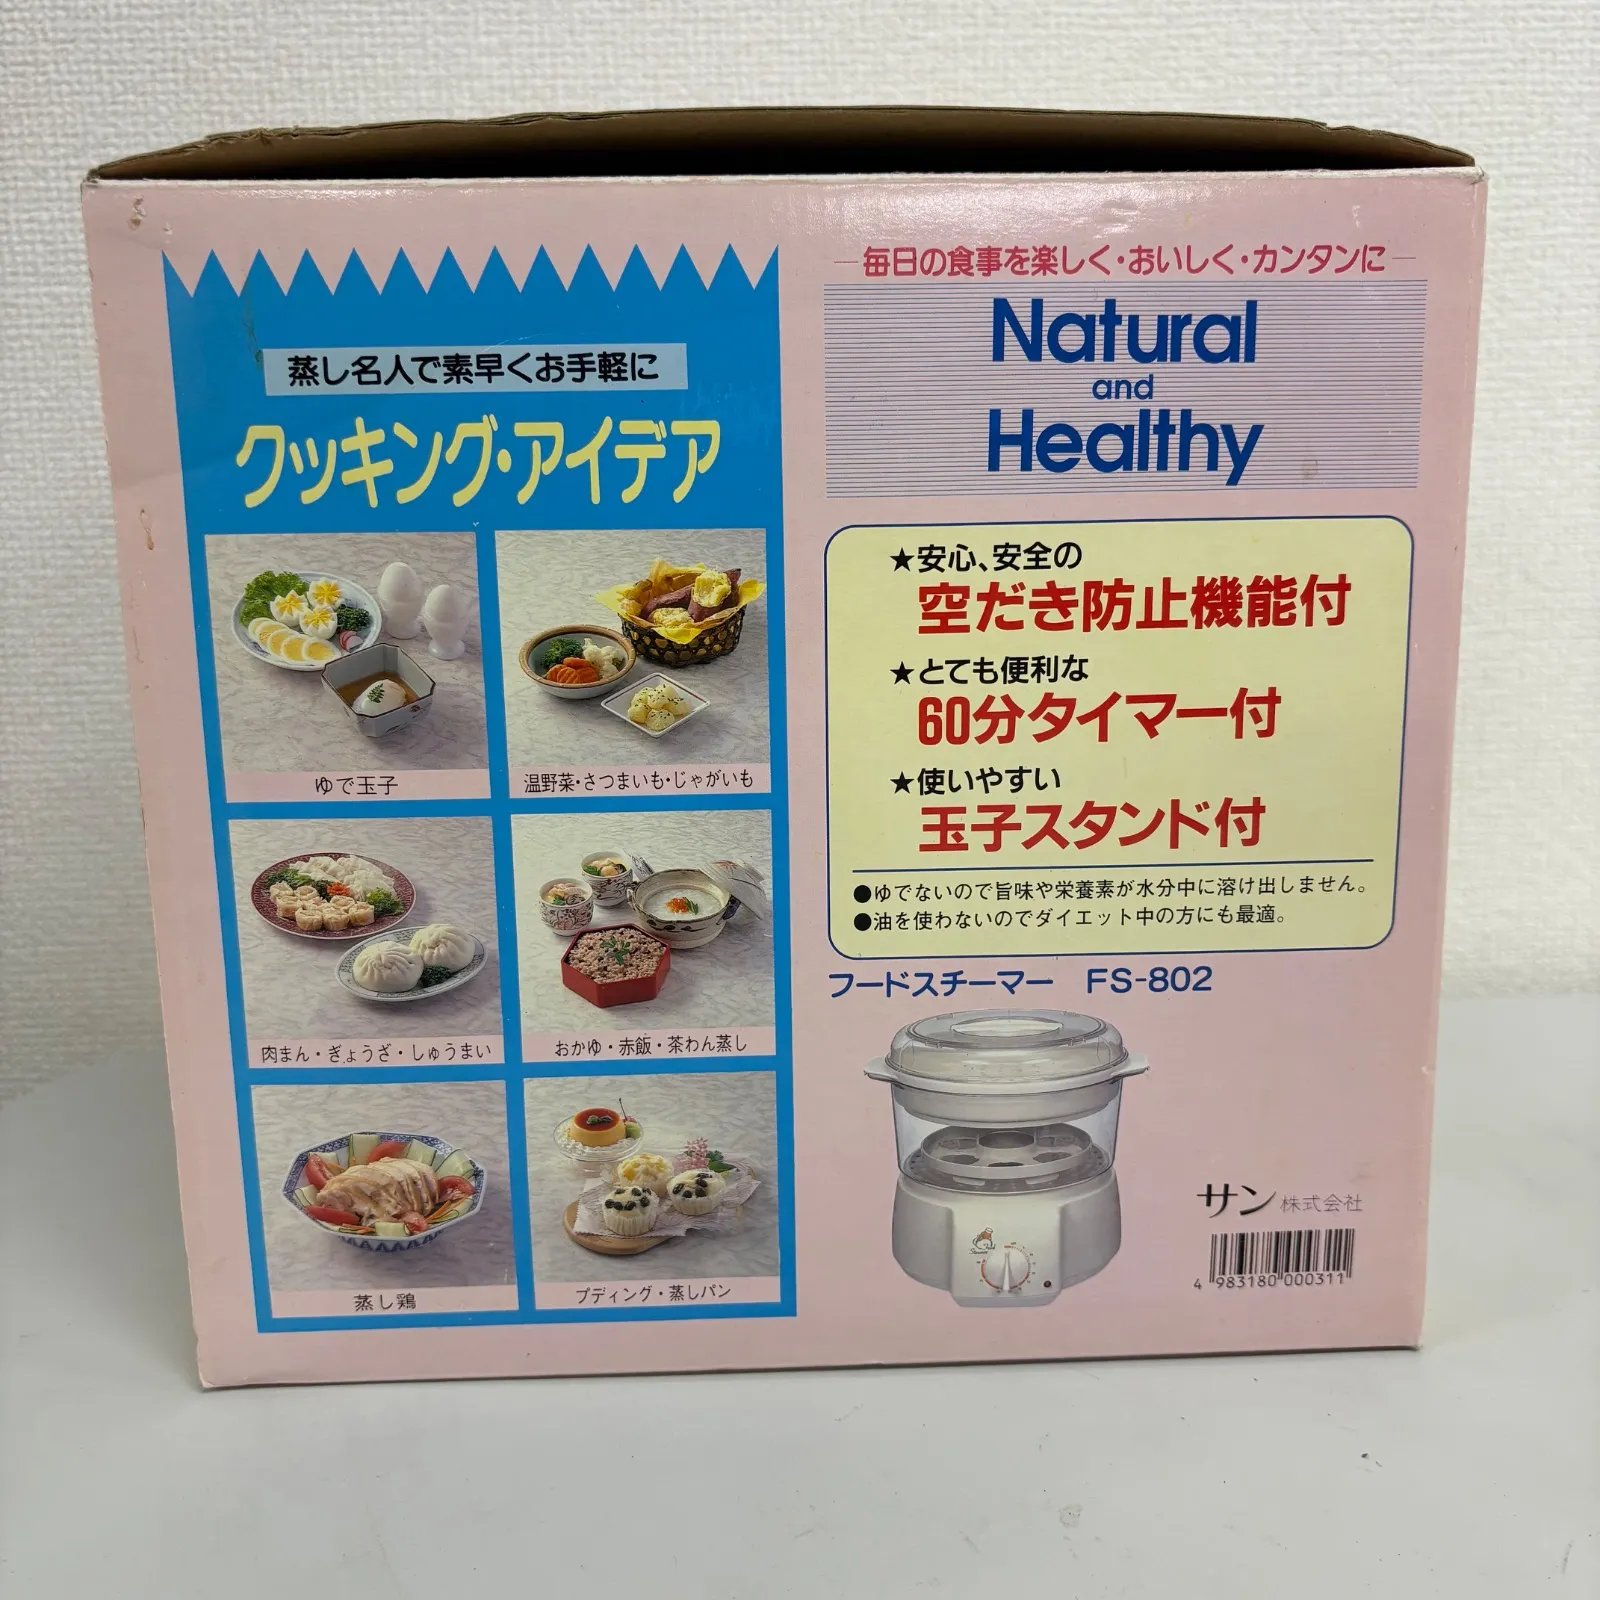 蒸し名人で素早くお手軽に
クッキング・アイデア
ゆで玉子
温野菜・さつまいも・じゃがいも
肉まん・ぎょうざ・しゅうまい
おかゆ・赤飯・茶わん蒸し
蒸し鶏
プディング・蒸しパン
毎日の食事を楽しく・おいしく・カンタンに
Natural
and
Healthy
★安心、安全の
空だき防止機能付
★とても便利な
60分タイマー付
★使いやすい
玉子スタンド付
●ゆでないので旨味や栄養素が水分中に溶け出しません。
●油を使わないのでダイエット中の方にも最適。
フードスチーマー FS-802
サン株式会社
4 983180 000311